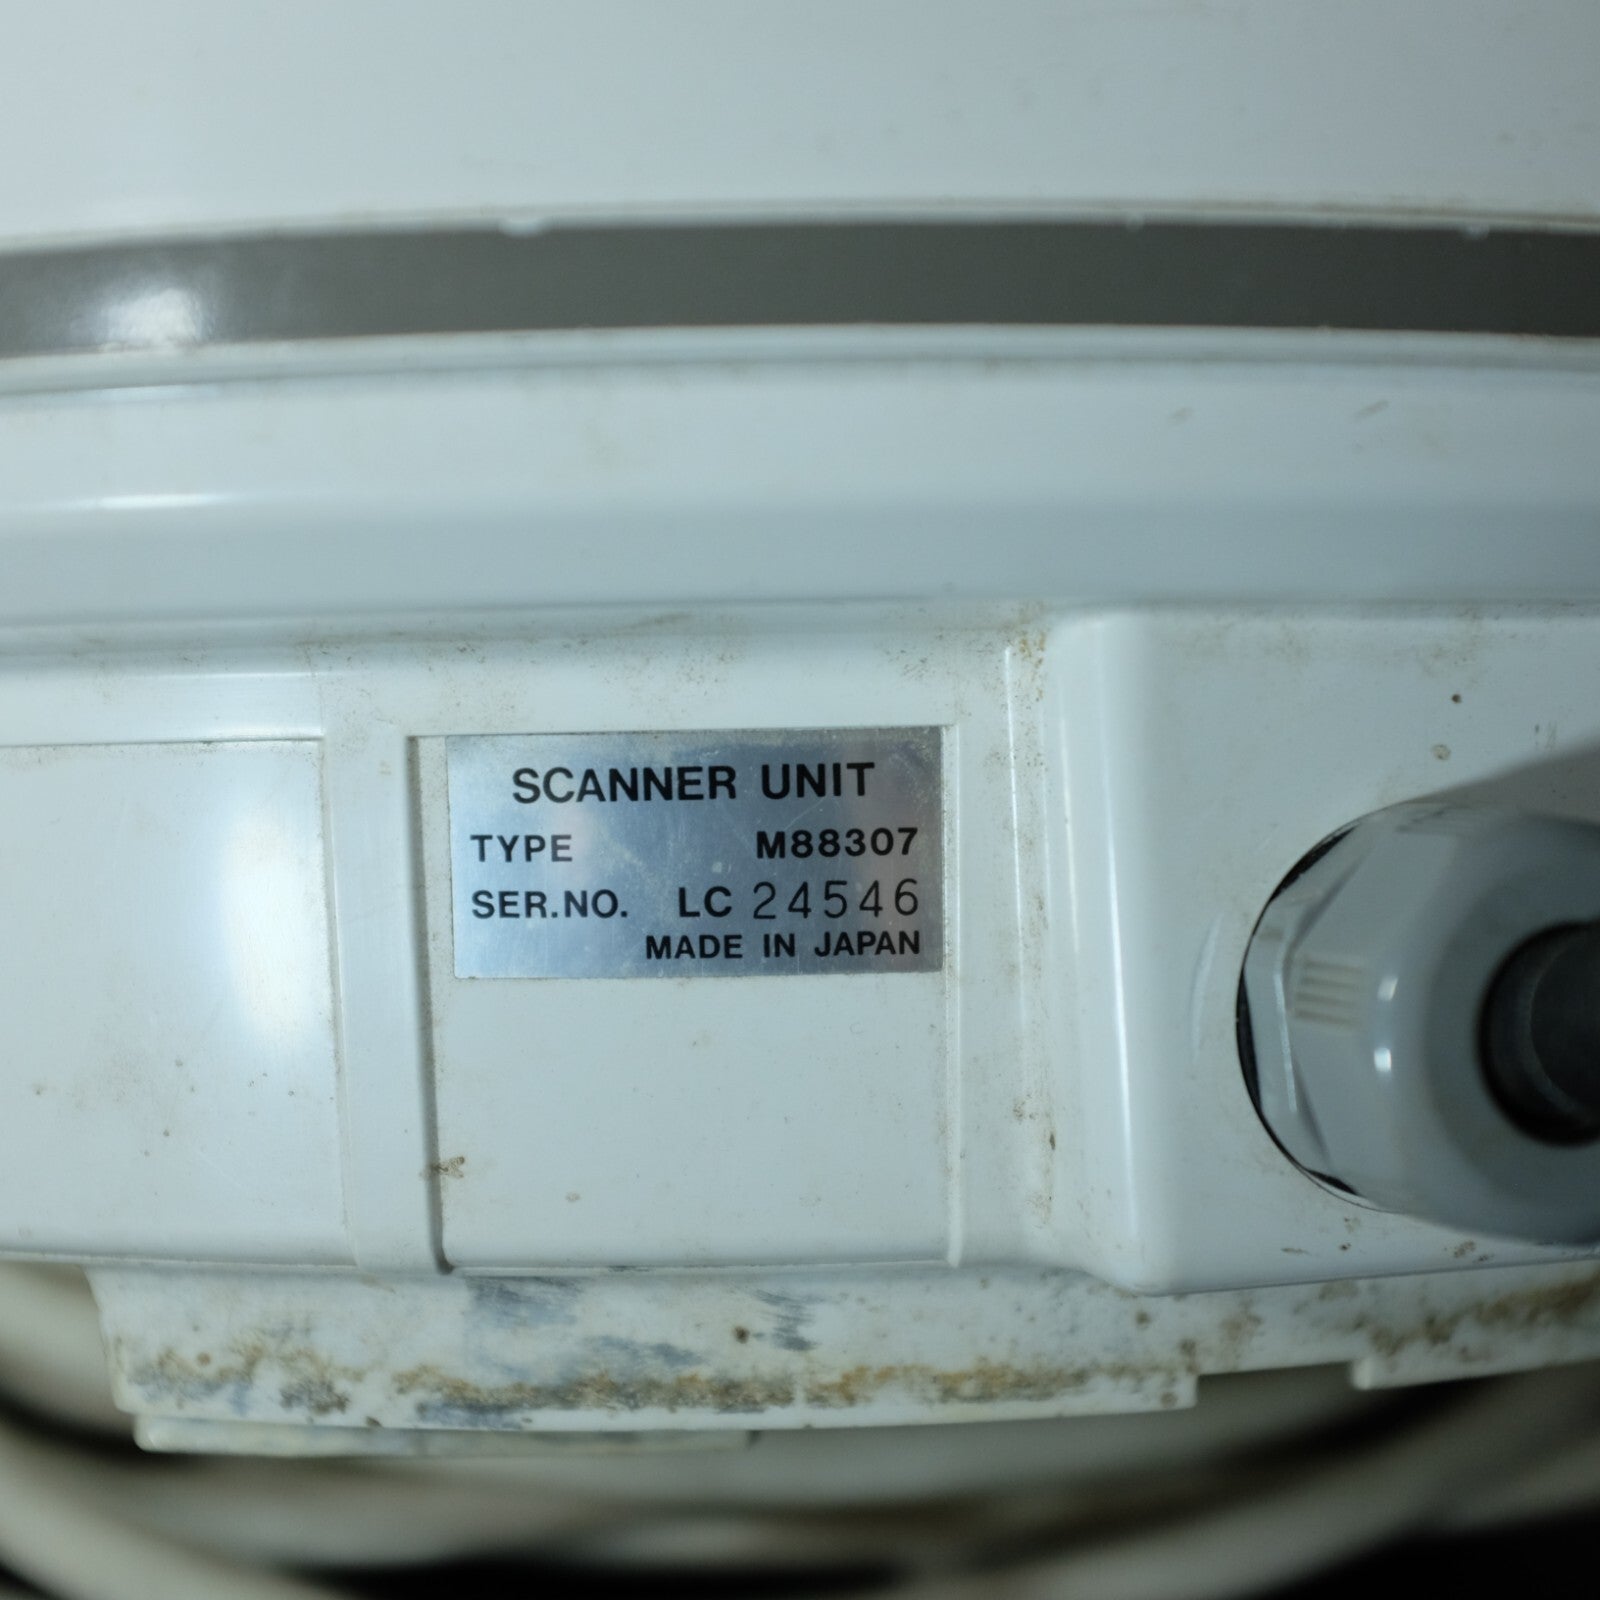 SCANNER UNIT
TYPE M88307
SER.NO. LC 24546
MADE IN JAPAN